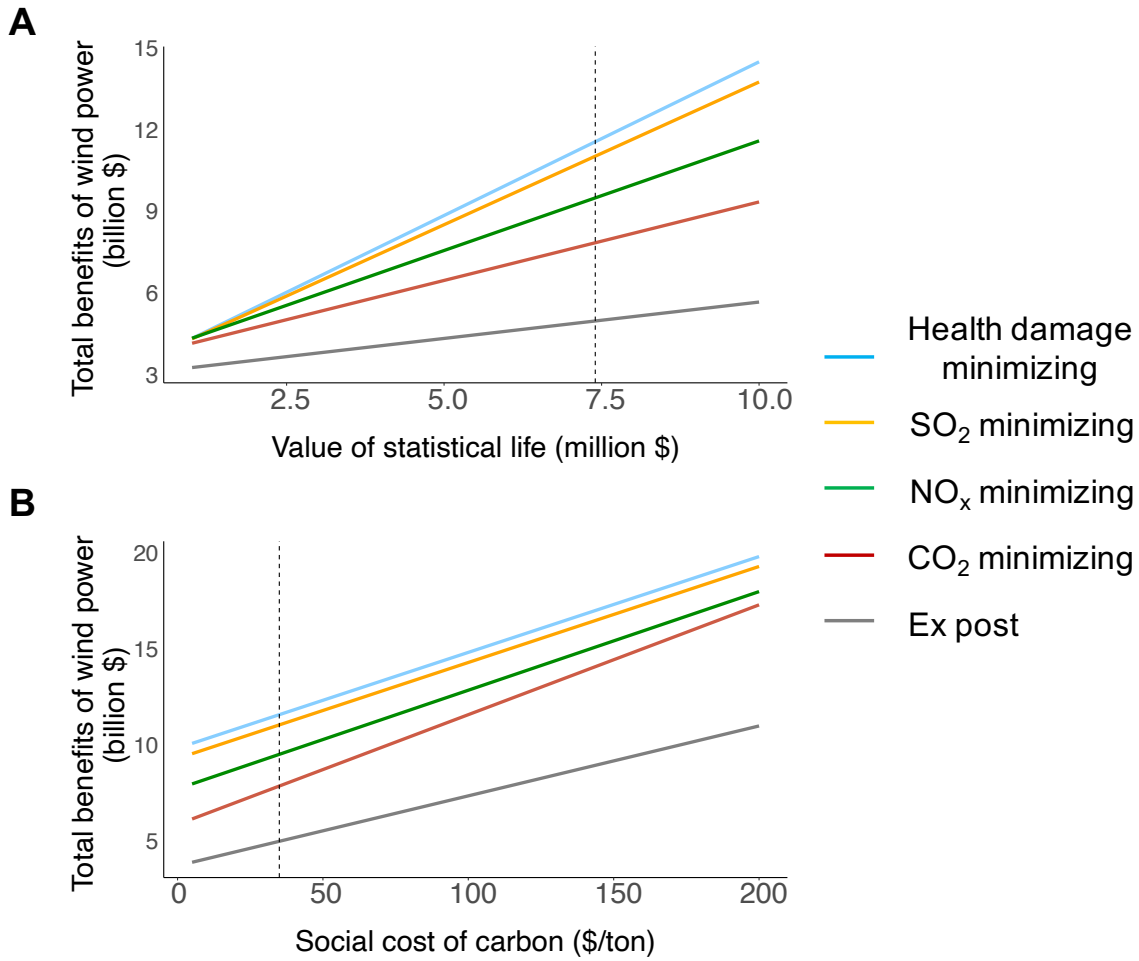 A
Total benefits of wind power
(billion $)
15
12
9
6
3
2.5 5.0 7.5 10.0
Value of statistical life (million $)
B
Total benefits of wind power
(billion $)
20
15
10
5
0 50 100 150 200
Social cost of carbon ($/ton)
Health damage
minimizing
SO₂ minimizing
NOₓ minimizing
CO₂ minimizing
Ex post